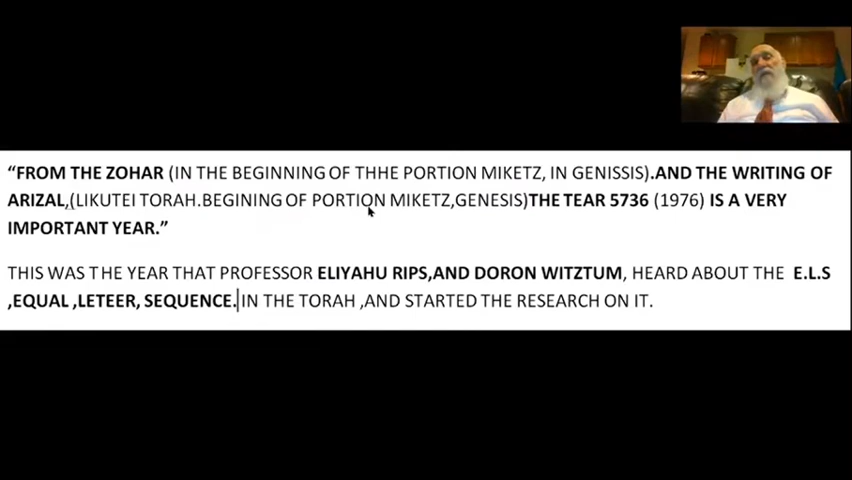 “FROM THE ZOHAR (IN THE BEGINNING OF THHE PORTION MIKETZ, IN GENISSIS).AND THE WRITING OF
ARIZAL,(LIKUTEI TORAH.BEGINING OF PORTION MIKETZ,GENESIS)THE TEAR 5736 (1976) IS A VERY
IMPORTANT YEAR.”
THIS WAS THE YEAR THAT PROFESSOR ELIYAHU RIPS,AND DORON WITZTUM, HEARD ABOUT THE E.L.S
,EQUAL ,LETEER, SEQUENCE. IN THE TORAH ,AND STARTED THE RESEARCH ON IT.